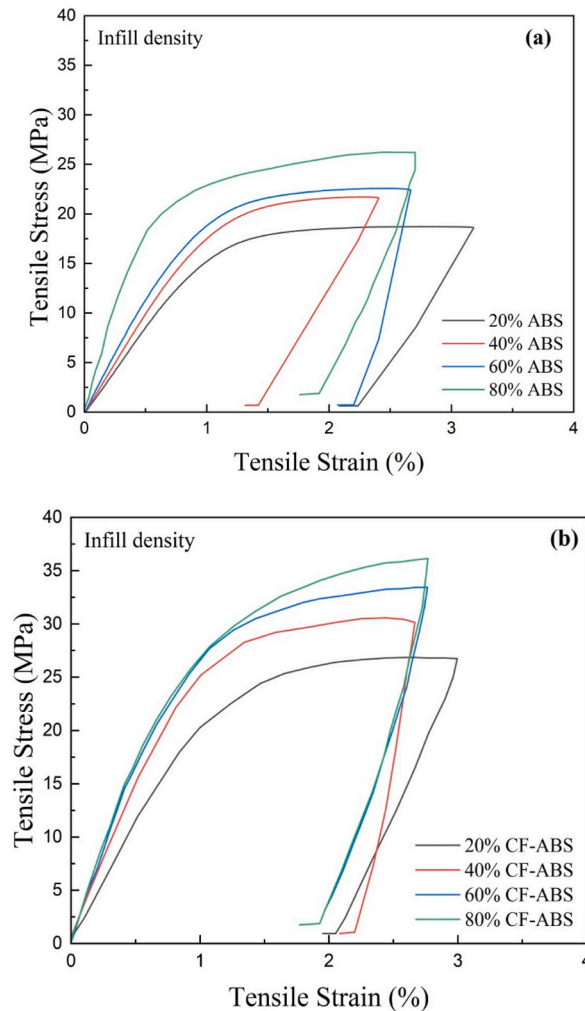 Infill density
(a)
40
35
30
25
20
15
10
5
0
Tensile Stress (MPa)
20% ABS
40% ABS
60% ABS
80% ABS
0 1 2 3 4
Tensile Strain (%)
Infill density
(b)
40
35
30
25
20
15
10
5
0
Tensile Stress (MPa)
20% CF-ABS
40% CF-ABS
60% CF-ABS
80% CF-ABS
0 1 2 3 4
Tensile Strain (%)